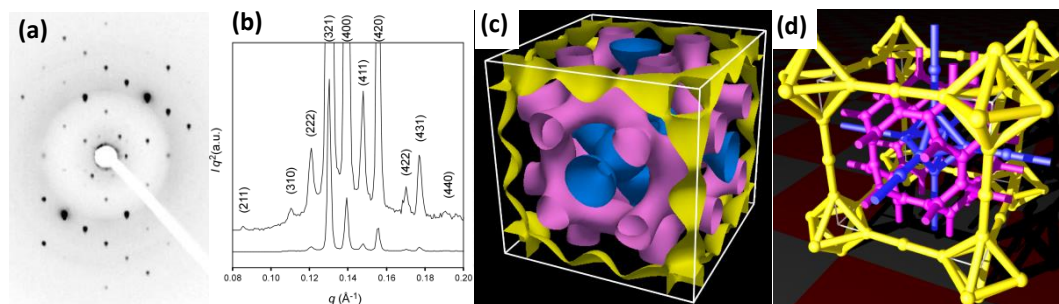 (a)
(b)
(c)
(d)
(321)
(400)
(420)
(411)
(222)
(431)
(310)
(422)
(211)
(440)
I q²(a.u.)
0.08 0.10 0.12 0.14 0.16 0.18 0.20
q (Å⁻¹)